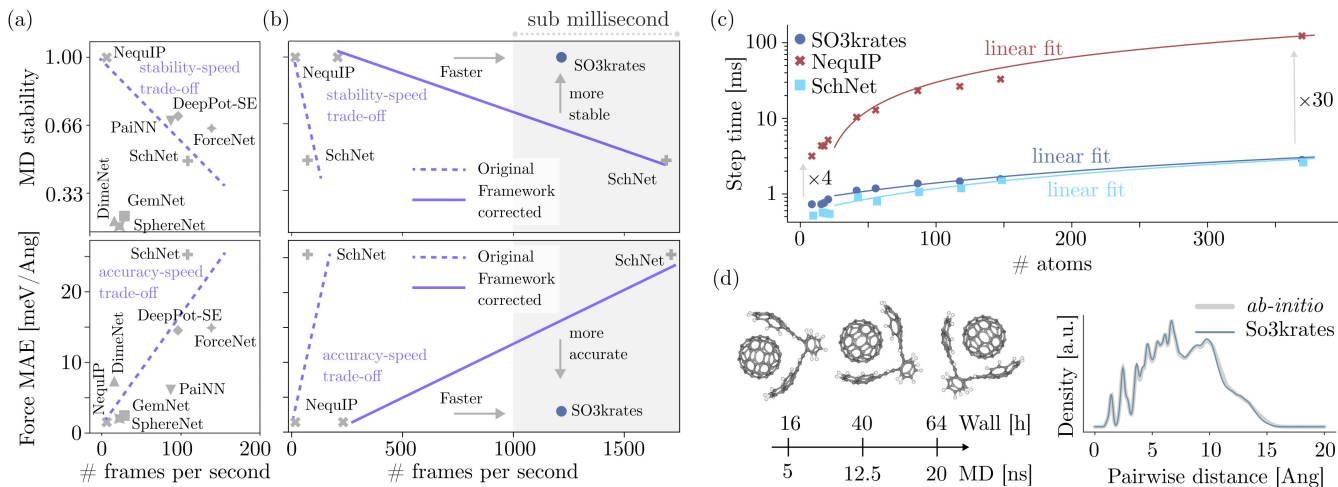 (a)
MD stability
1.00
0.66
0.33
NequIP
stability-speed
trade-off
DeepPot-SE
PaiNN
ForceNet
SchNet
DimeNet
GemNet
SphereNet
Force MAE [meV/Ang]
20
10
0
SchNet
accuracy-speed
trade-off
DeepPot-SE
DimeNet
ForceNet
NequIP
PaiNN
GemNet
SphereNet
0
100
200
# frames per second
(b)
sub millisecond
NequIP
Faster
SO3krates
more
stable
stability-speed
trade-off
SchNet
Original
Framework
corrected
SchNet
SchNet
Original
Framework
corrected
SchNet
accuracy-speed
trade-off
more
accurate
NequIP
Faster
SO3krates
0
500
1000
1500
# frames per second
(c)
Step time [ms]
100
10
1
SO3krates
NequIP
SchNet
linear fit
×30
linear fit
×4
linear fit
0
100
200
300
# atoms
(d)
16
40
64
Wall [h]
5
12.5
20
MD [ns]
Density [a.u.]
ab-initio
So3krates
0
5
10
15
20
Pairwise distance [Ang]